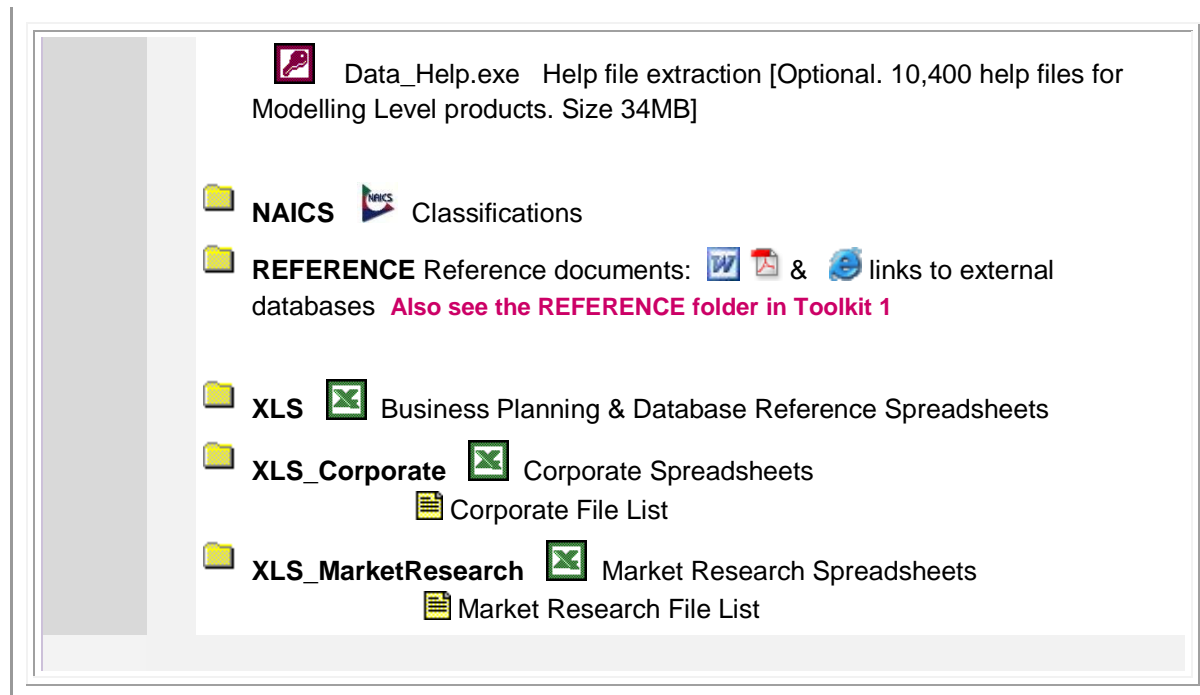 Data_Help.exe Help file extraction [Optional. 10,400 help files for
Modelling Level products. Size 34MB]
NAICS NAICS Classifications
REFERENCE Reference documents: W & links to external
databases Also see the REFERENCE folder in Toolkit 1
XLS Business Planning & Database Reference Spreadsheets
XLS_Corporate Corporate Spreadsheets
Corporate File List
XLS_MarketResearch Market Research Spreadsheets
Market Research File List